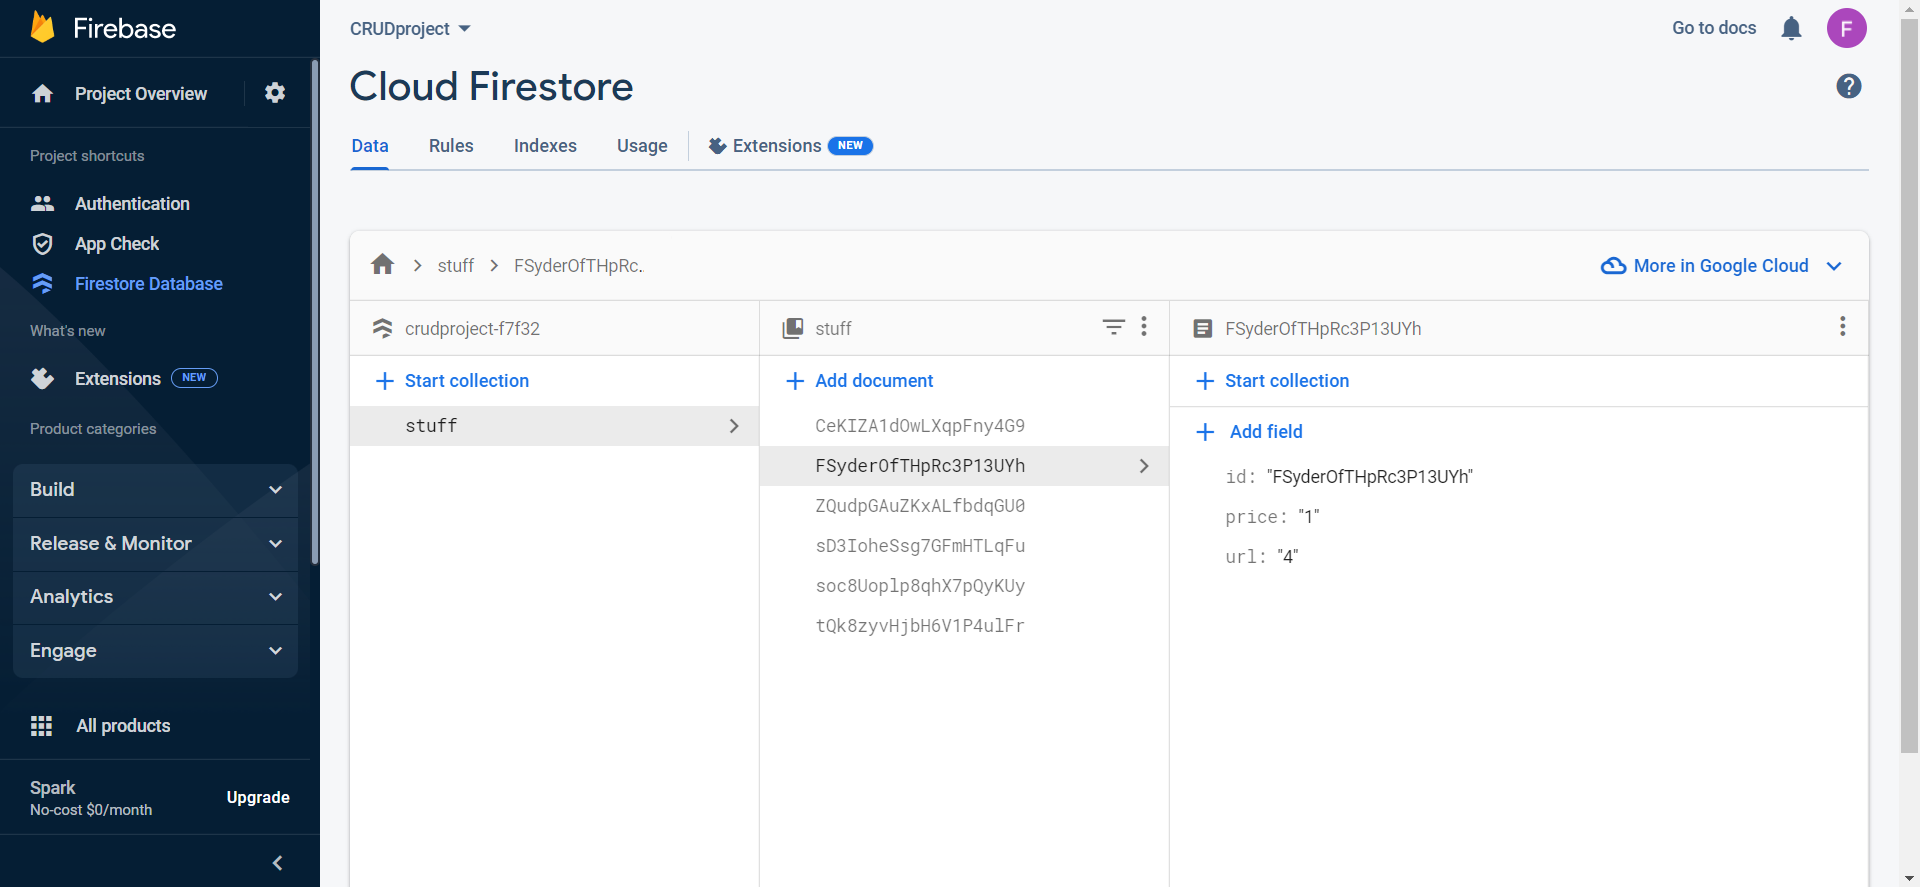 Firebase
Project Overview
Project shortcuts
Authentication
App Check
Firestore Database
What's new
Extensions NEW
Product categories
Build
Release & Monitor
Analytics
Engage
All products
Spark
No-cost $0/month
Upgrade
CRUDproject
Go to docs
F
Cloud Firestore
?
Data Rules Indexes Usage Extensions NEW
stuff FSyderOfTHpRc..
More in Google Cloud
crudproject-f7f32
Start collection
stuff
stuff
Add document
CeKIZA1dOwLXqpFny4G9
FSyderOfTHpRc3P13UYh
ZQudpGAuZKxALfbdqGU0
sD3IoheSsg7GFmHTLqFu
soc8Uoplp8qhX7pQyKUy
tQk8zyvHjbH6V1P4ulFr
FSyderOfTHpRc3P13UYh
Start collection
Add field
id: "FSyderOfTHpRc3P13UYh"
price: "1"
url: "4"